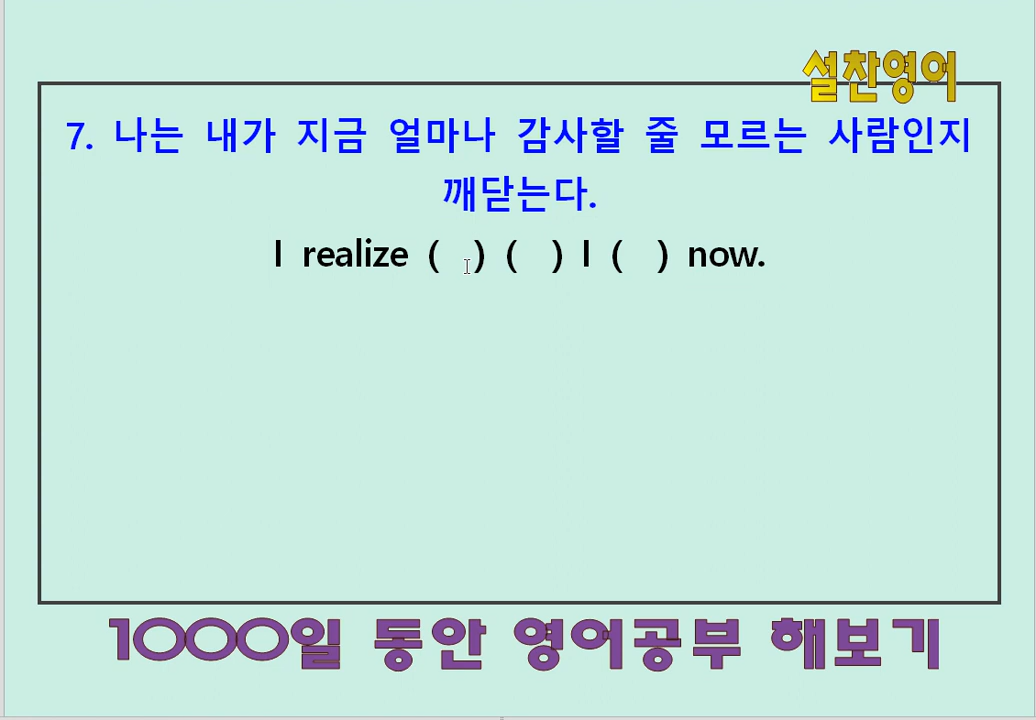 설찬영어
7. 나는 내가 지금 얼마나 감사할 줄 모르는 사람인지
깨닫는다.
I realize (  ) (  ) I (  ) now.
1000일 동안 영어공부 해보기